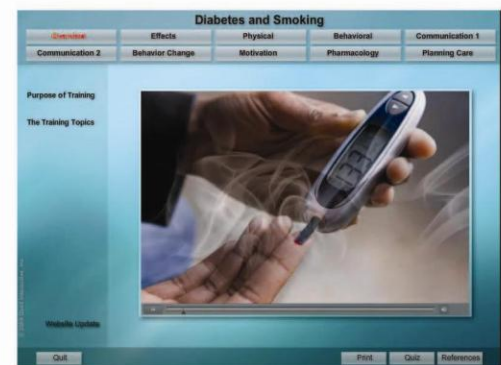 Diabetes and Smoking
Overview Effects Physical Behavioral Communication 1
Communication 2 Behavior Change Motivation Pharmacology Planning Care
Purpose of Training
The Training Topics
133
Website Update
Quit Print Quiz References